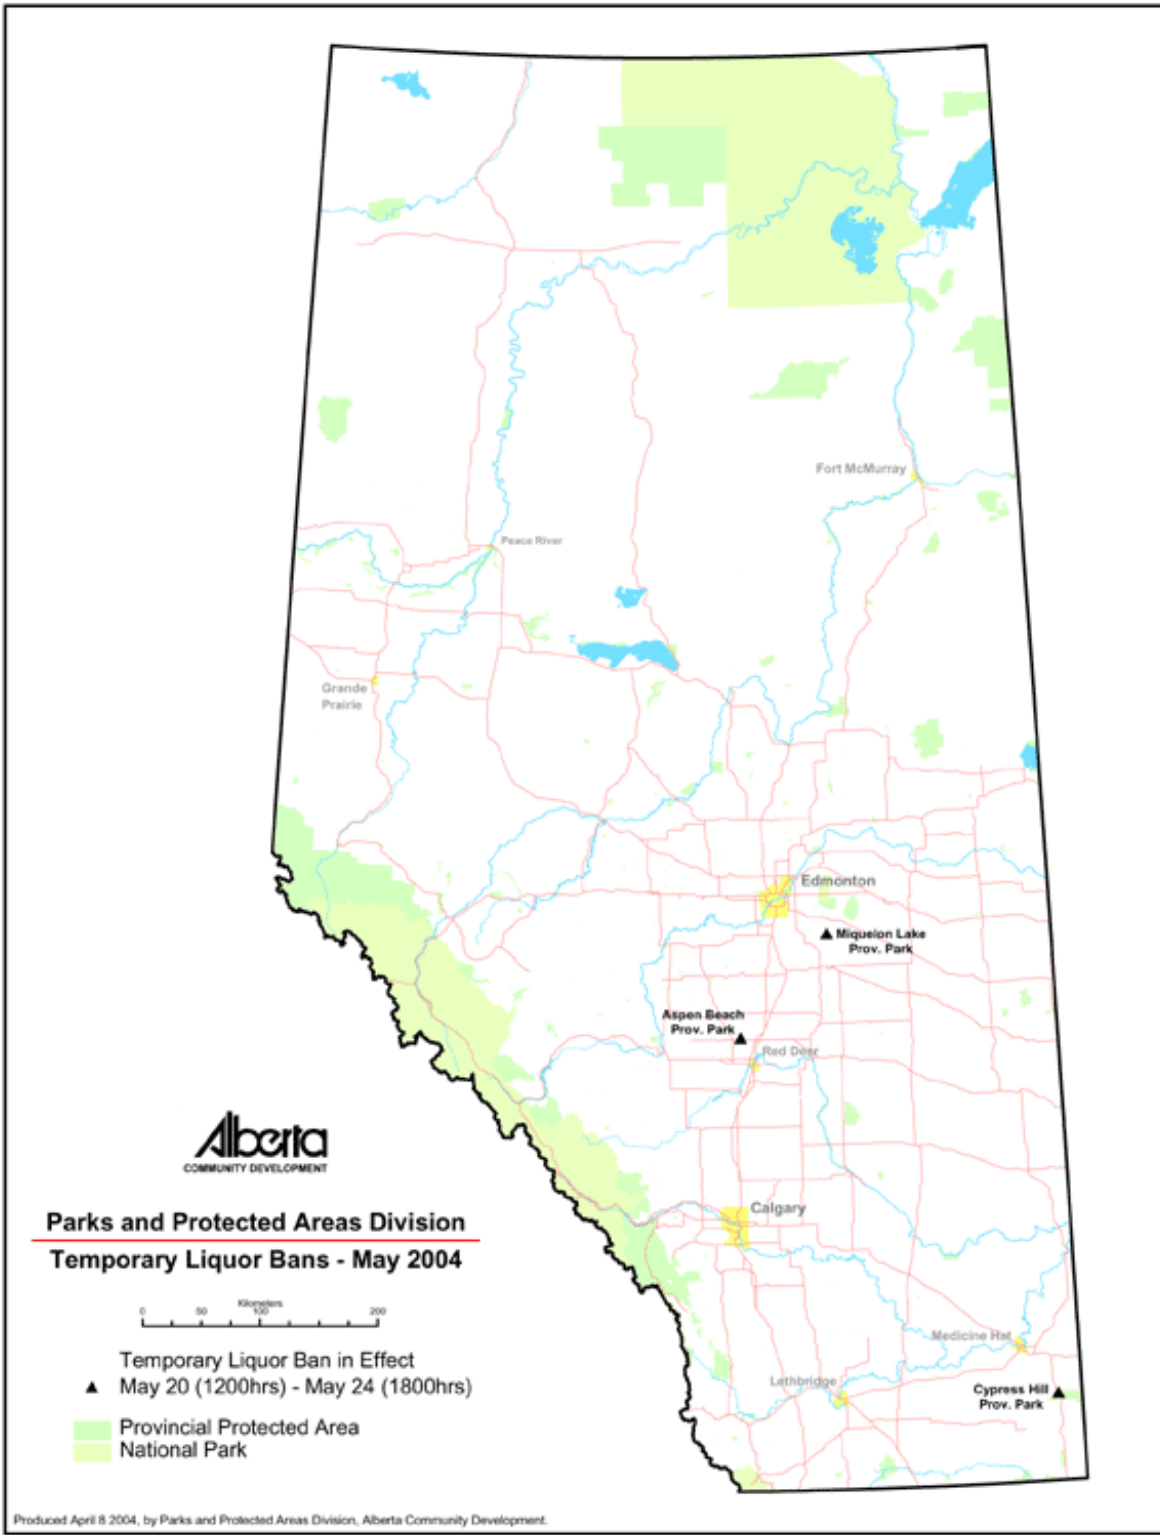 Fort McMurray
Peace River
Grande
Prairie
Edmonton
Miquelon Lake
Prov. Park
Aspen Beach
Prov. Park
Red Deer
Alberta
COMMUNITY DEVELOPMENT
Calgary
Parks and Protected Areas Division
Temporary Liquor Bans - May 2004
Kilometers
0 50 100 200
Medicine Hat
Temporary Liquor Ban in Effect
May 20 (1200hrs) - May 24 (1800hrs)
Lethbridge
Cypress Hill
Prov. Park
Provincial Protected Area
National Park
Produced April 8 2004, by Parks and Protected Areas Division, Alberta Community Development.